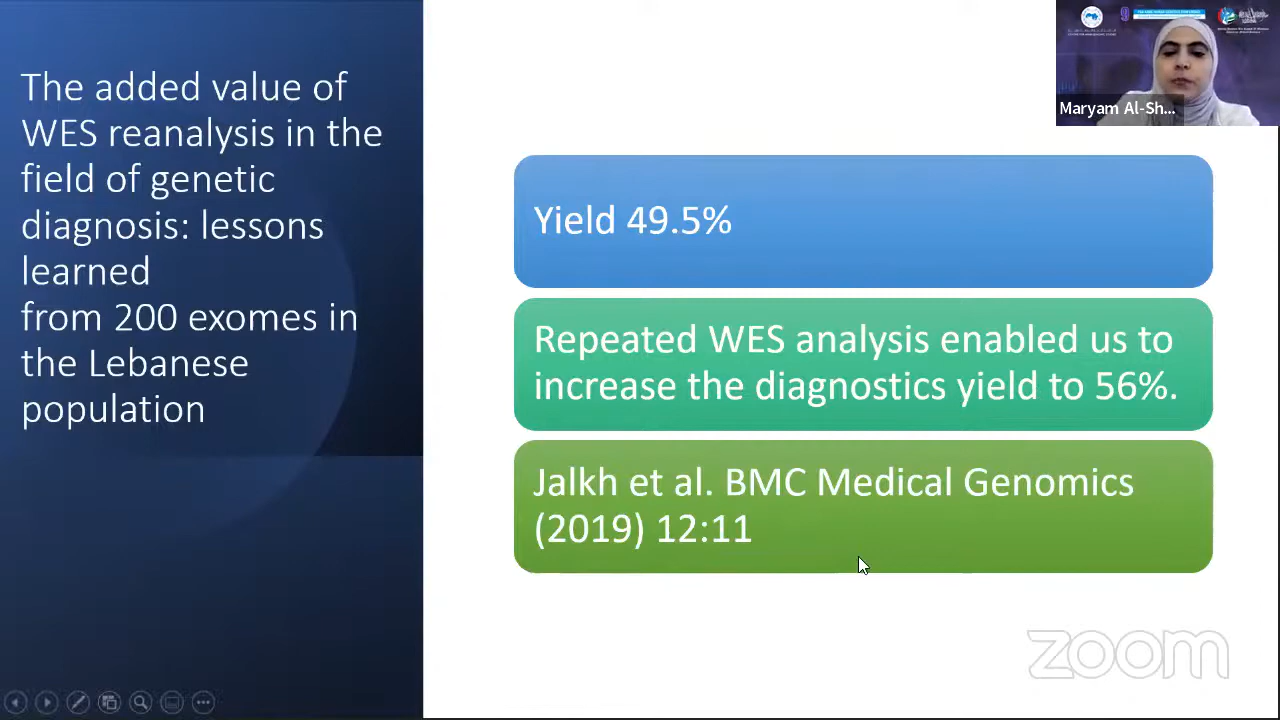 The added value of
WES reanalysis in the
field of genetic
diagnosis: lessons
learned
from 200 exomes in
the Lebanese
population
Yield 49.5%
Repeated WES analysis enabled us to
increase the diagnostics yield to 56%.
Jalkh et al. BMC Medical Genomics
(2019) 12:11
Maryam Al-Sh...
zoom